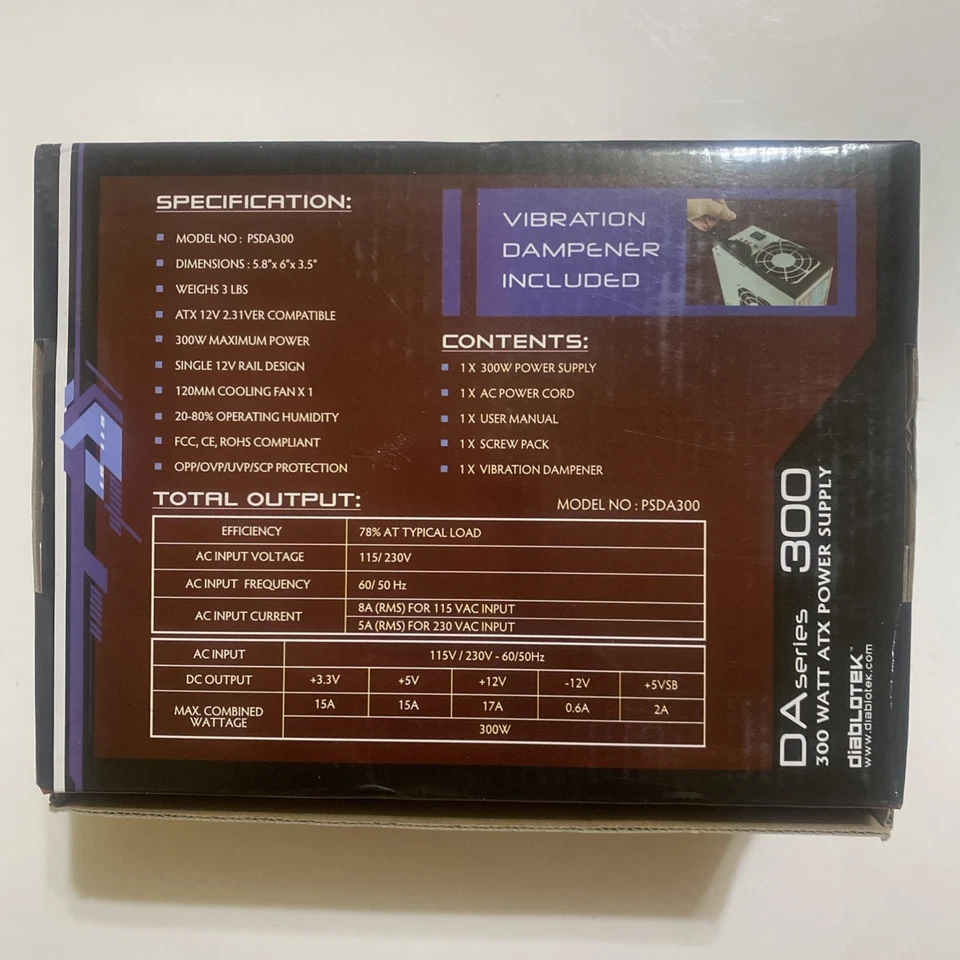 SPECIFICATION:
MODEL NO : PSDA300
DIMENSIONS : 5.8"x 6"x 3.5"
WEIGHS 3 LBS
ATX 12V 2.31VER COMPATIBLE
300W MAXIMUM POWER
SINGLE 12V RAIL DESIGN
120MM COOLING FAN X 1
20-80% OPERATING HUMIDITY
FCC, CE, ROHS COMPLIANT
OPP/OVP/UVP/SCP PROTECTION
VIBRATION
DAMPENER
INCLUDED
CONTENTS:
1 X 300W POWER SUPPLY
1 X AC POWER CORD
1 X USER MANUAL
1 X SCREW PACK
1 X VIBRATION DAMPENER
TOTAL OUTPUT:
MODEL NO : PSDA300
EFFICIENCY 78% AT TYPICAL LOAD
AC INPUT VOLTAGE 115/ 230V
AC INPUT FREQUENCY 60/ 50 Hz
AC INPUT CURRENT
8A (RMS) FOR 115 VAC INPUT
5A (RMS) FOR 230 VAC INPUT
AC INPUT 115V / 230V - 60/50Hz
DC OUTPUT +3.3V +5V +12V -12V +5VSB
MAX. COMBINED
WATTAGE
15A 15A 17A 0.6A 2A
300W
DA series 300
300 WATT ATX POWER SUPPLY
diabloTEK™
www.diablotek.com